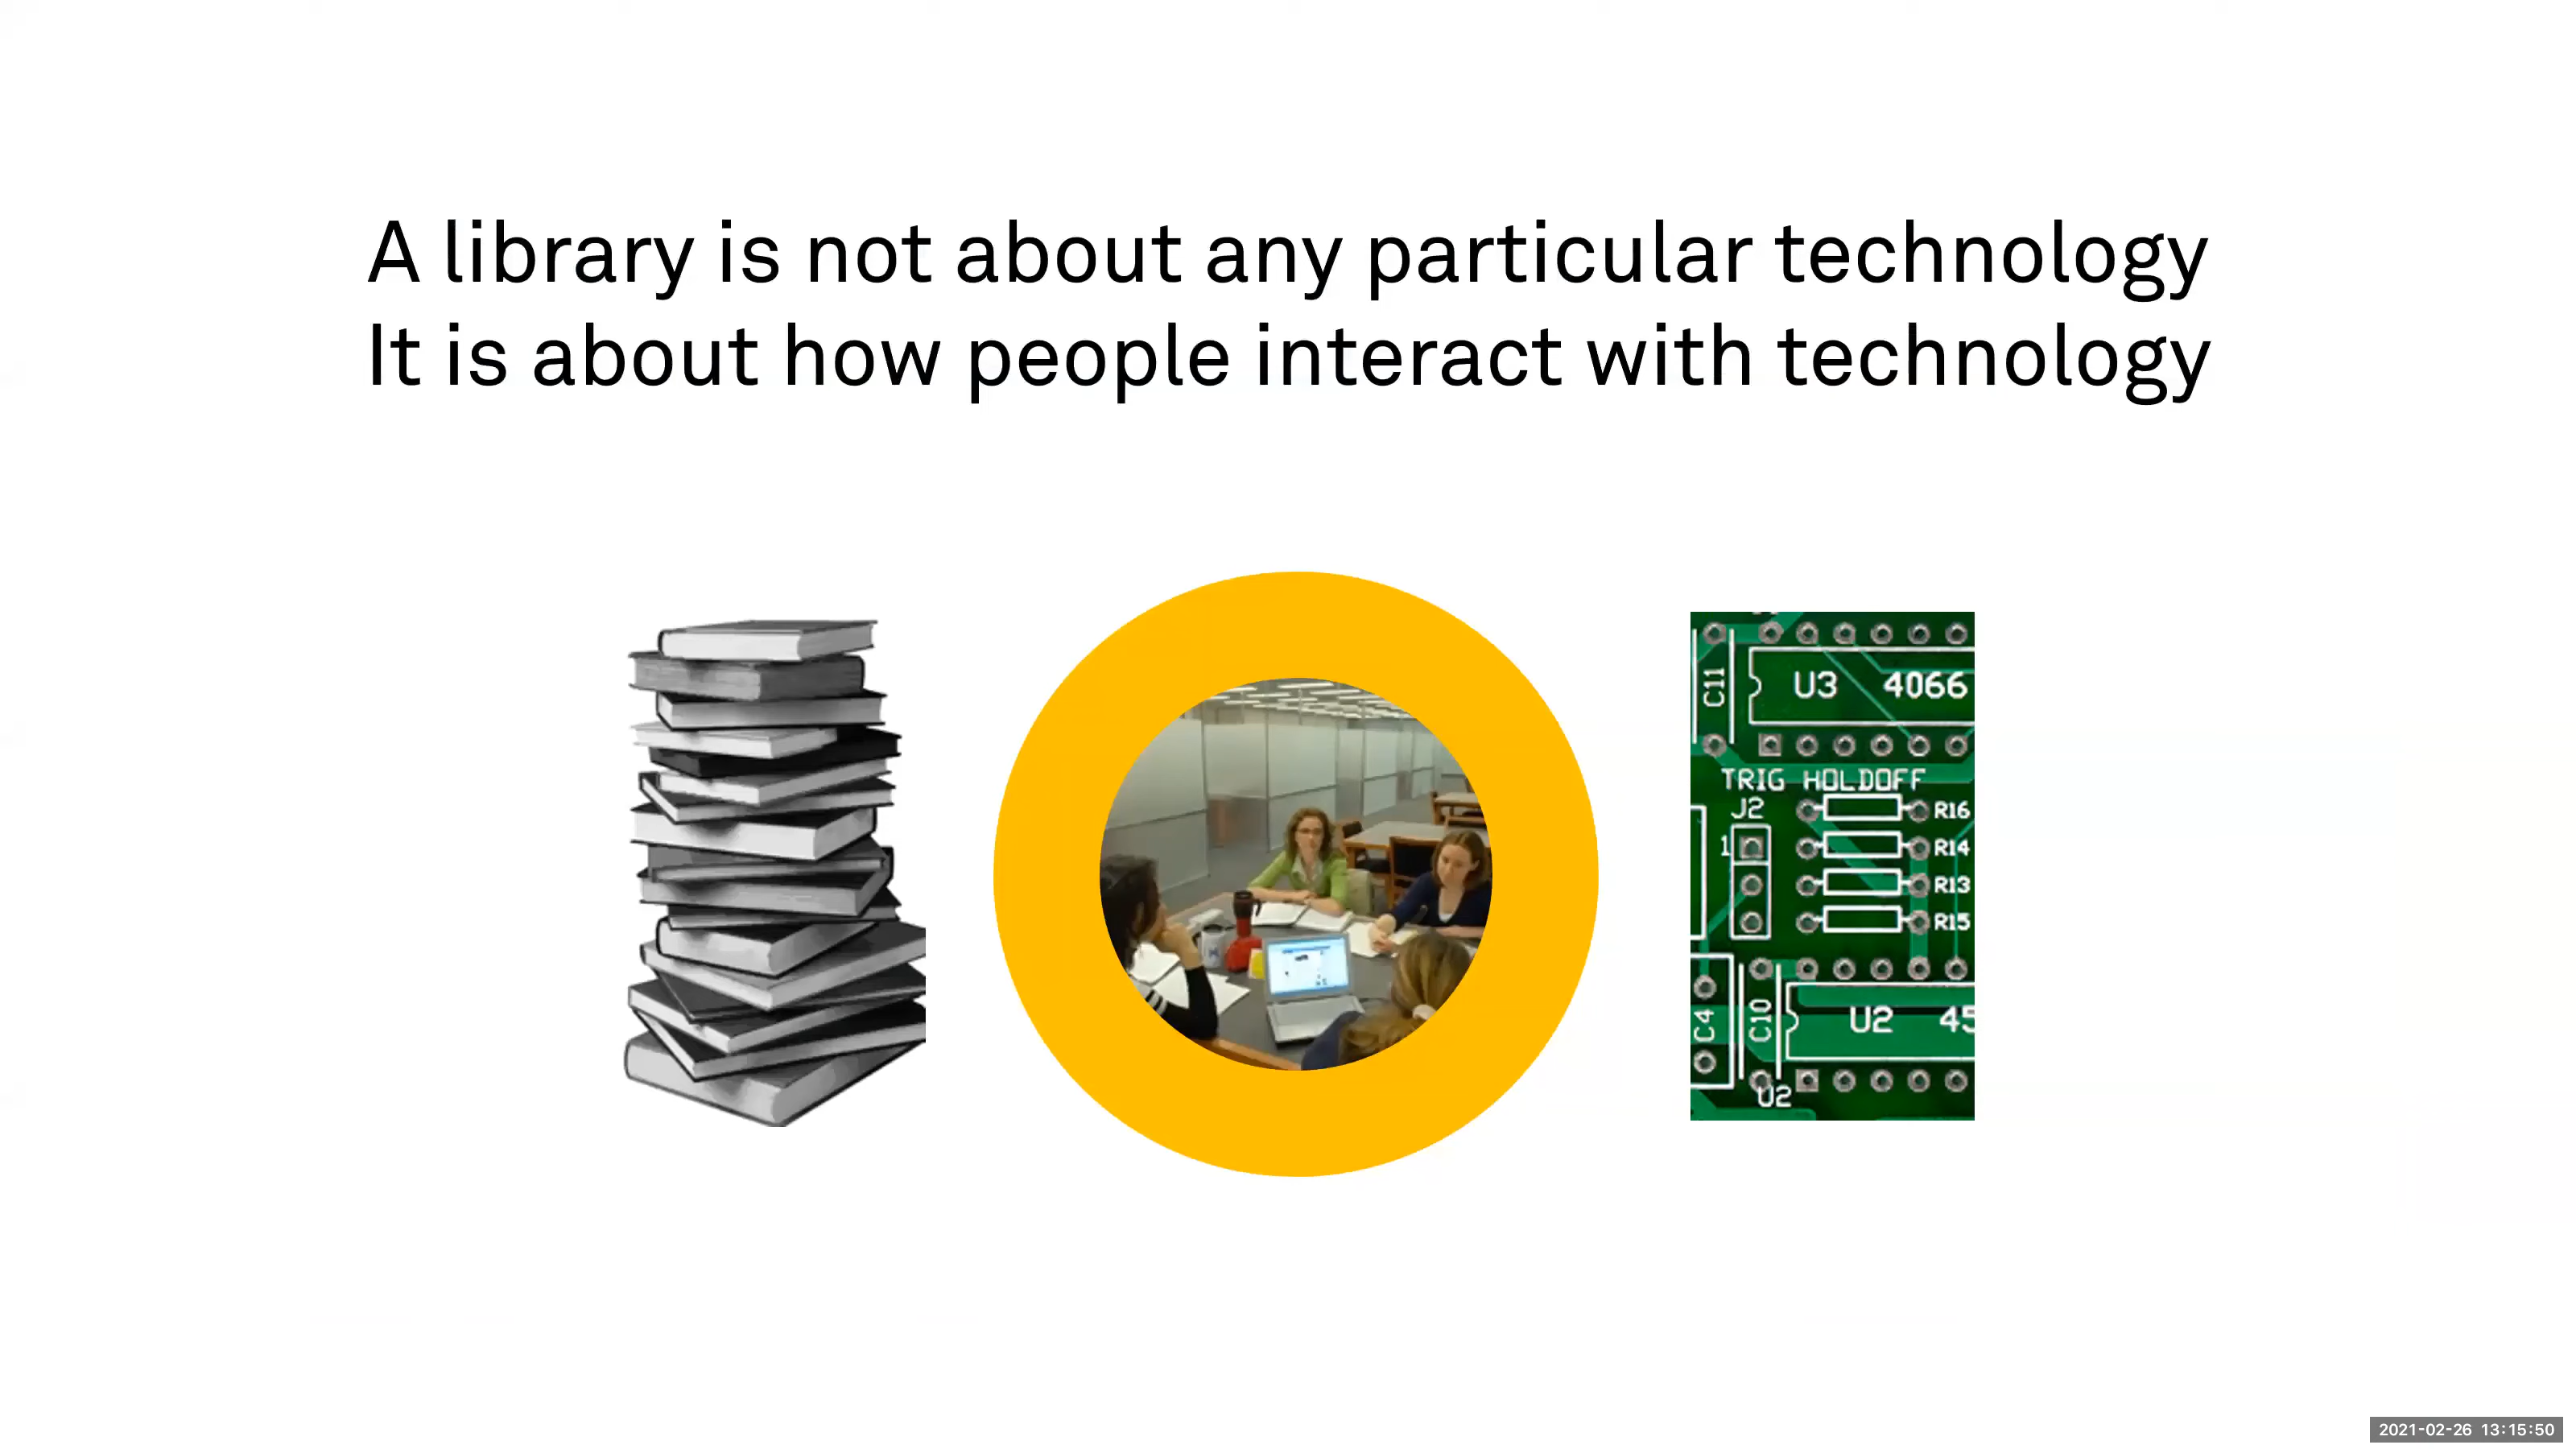 A library is not about any particular technology
It is about how people interact with technology
C11
U3 4066
TRIG HOLDOFF
J2
R16
1
R14
R13
R15
C4
C10
U2 45
U2
2021-02-26 13:15:50